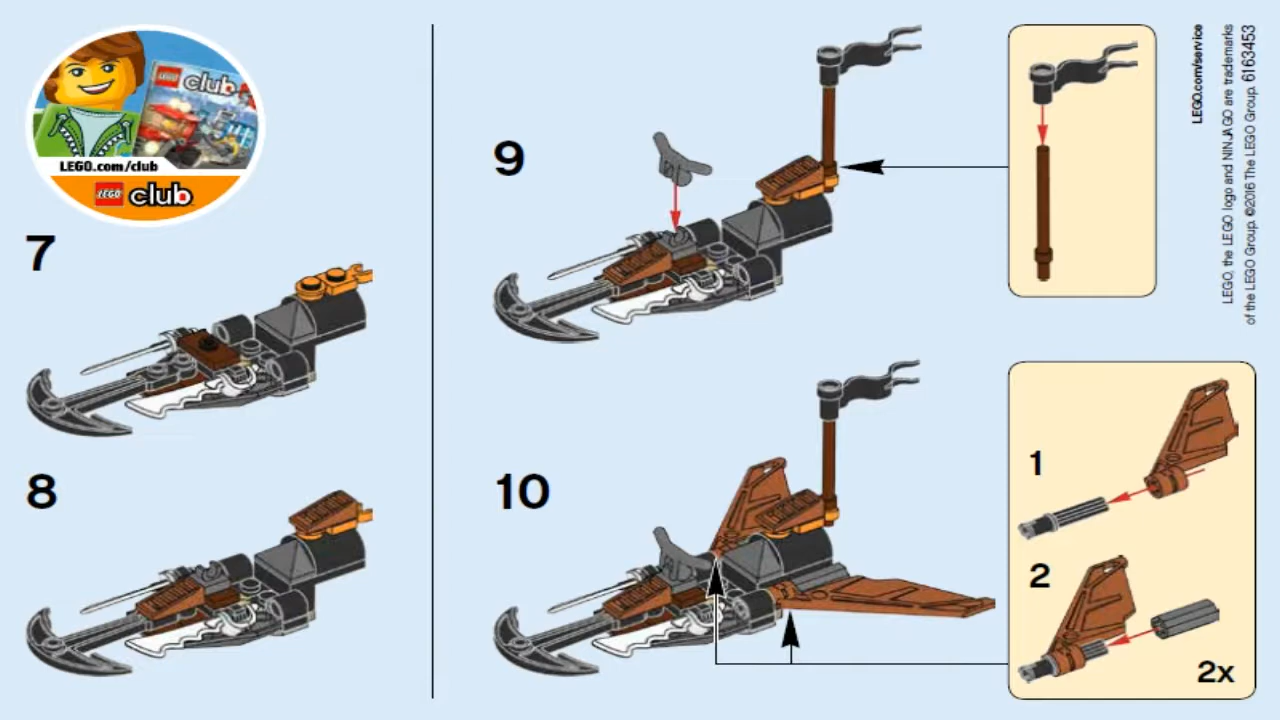 LEGO club
LEGO.com/club
LEGO club
7
8
9
10
1
2
2x
LEGO.com/service
LEGO, the LEGO logo and NINJAGO are trademarks
of the LEGO Group. ©2016 The LEGO Group. 6163453